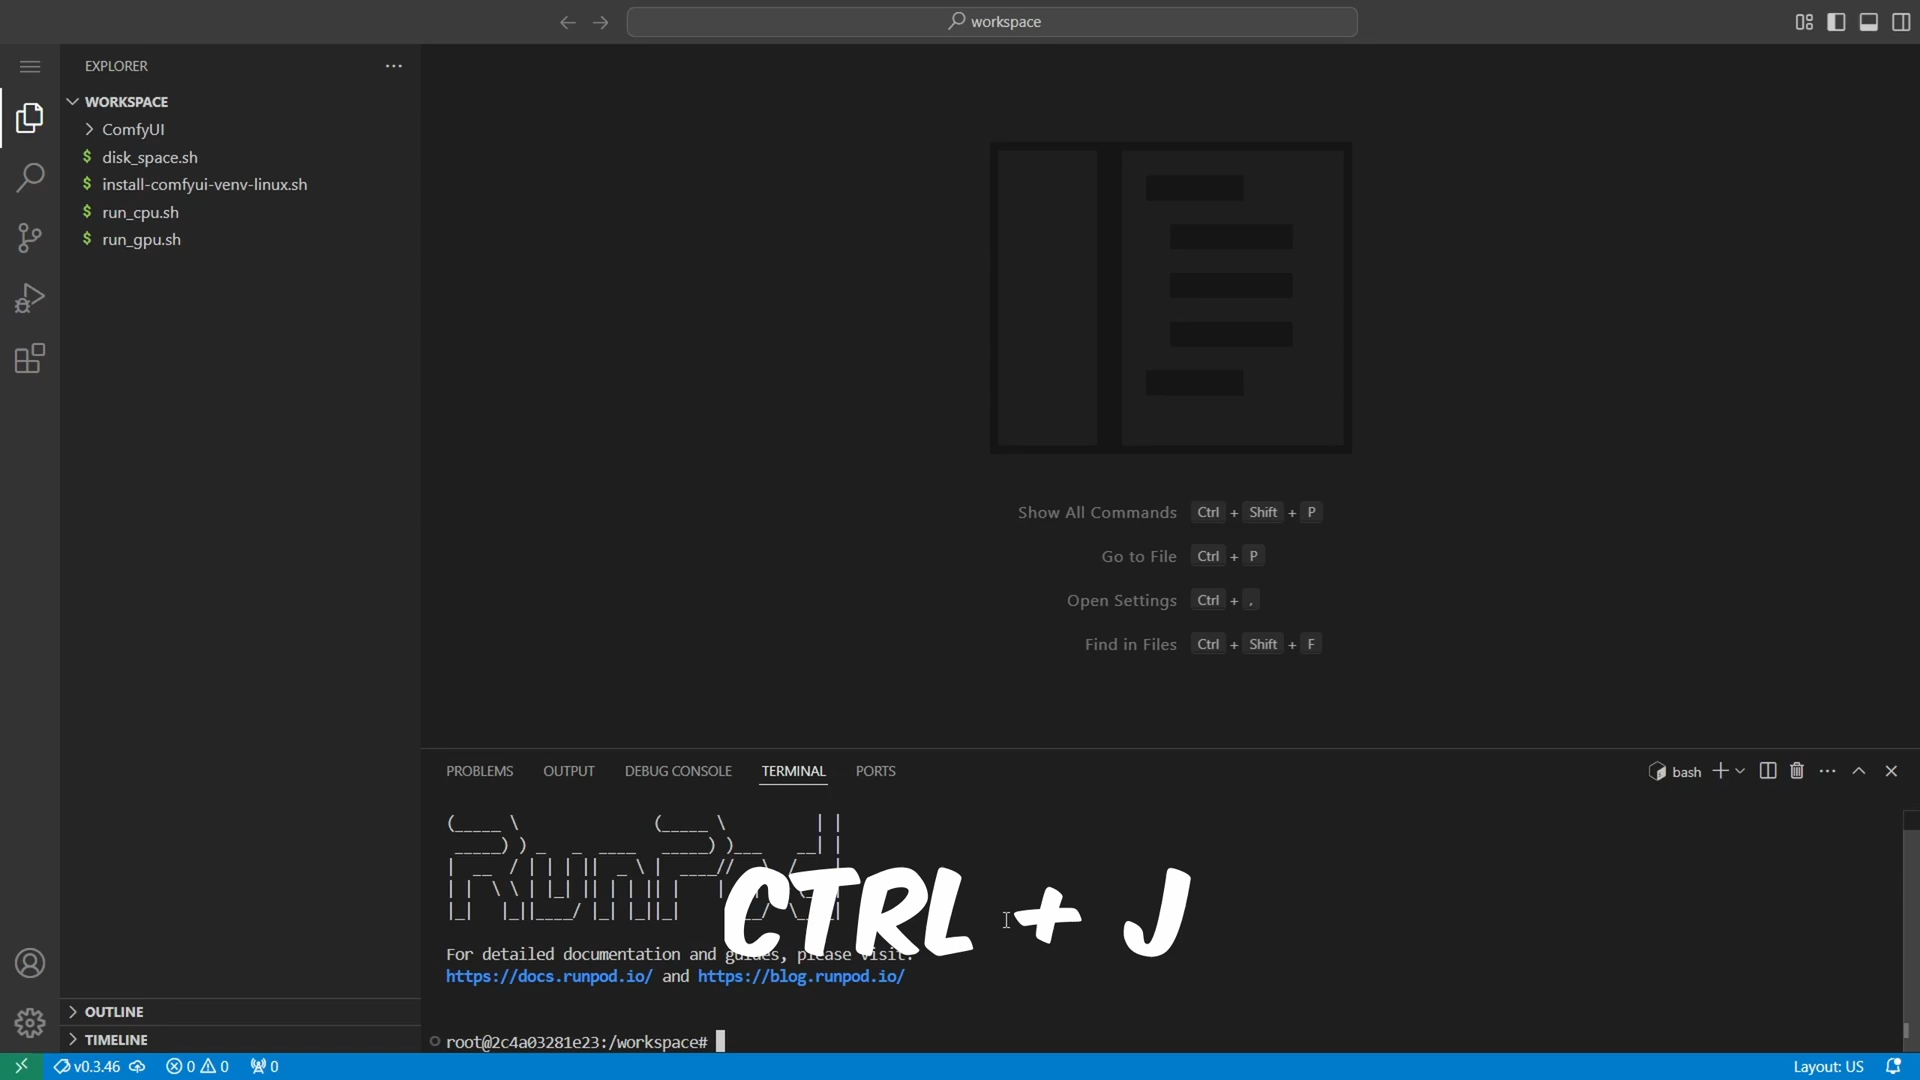 workspace
EXPLORER
WORKSPACE
ComfyUI
$ disk_space.sh
$ install-comfyui-venv-linux.sh
$ run_cpu.sh
$ run_gpu.sh
Show All Commands Ctrl + Shift + P
Go to File Ctrl + P
Open Settings Ctrl + ,
Find in Files Ctrl + Shift + F
PROBLEMS OUTPUT DEBUG CONSOLE TERMINAL PORTS
bash
CTRL + J
For detailed documentation and guides, please visit:
https://docs.runpod.io/ and https://blog.runpod.io/
root@2c4a03281e23:/workspace#
OUTLINE
TIMELINE
v0.3.46 0 0 0 Layout: US